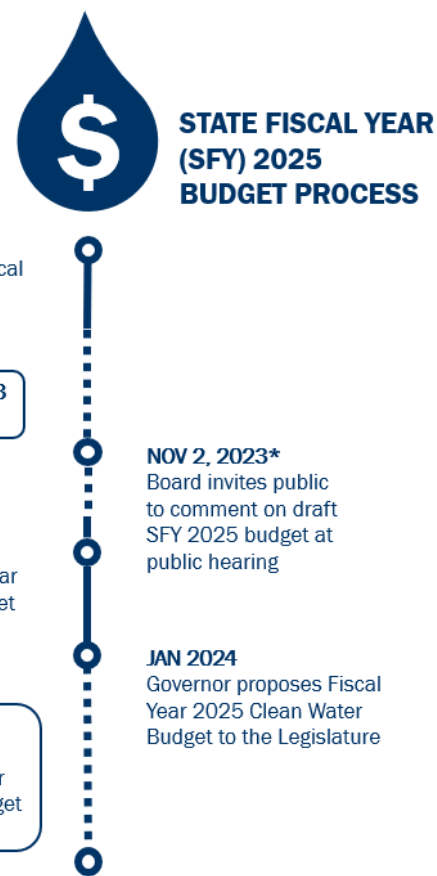 $
STATE FISCAL YEAR
(SFY) 2025
BUDGET PROCESS
NOV 2, 2023*
Board invites public
to comment on draft
SFY 2025 budget at
public hearing
JAN 2024
Governor proposes Fiscal
Year 2025 Clean Water
Budget to the Legislature